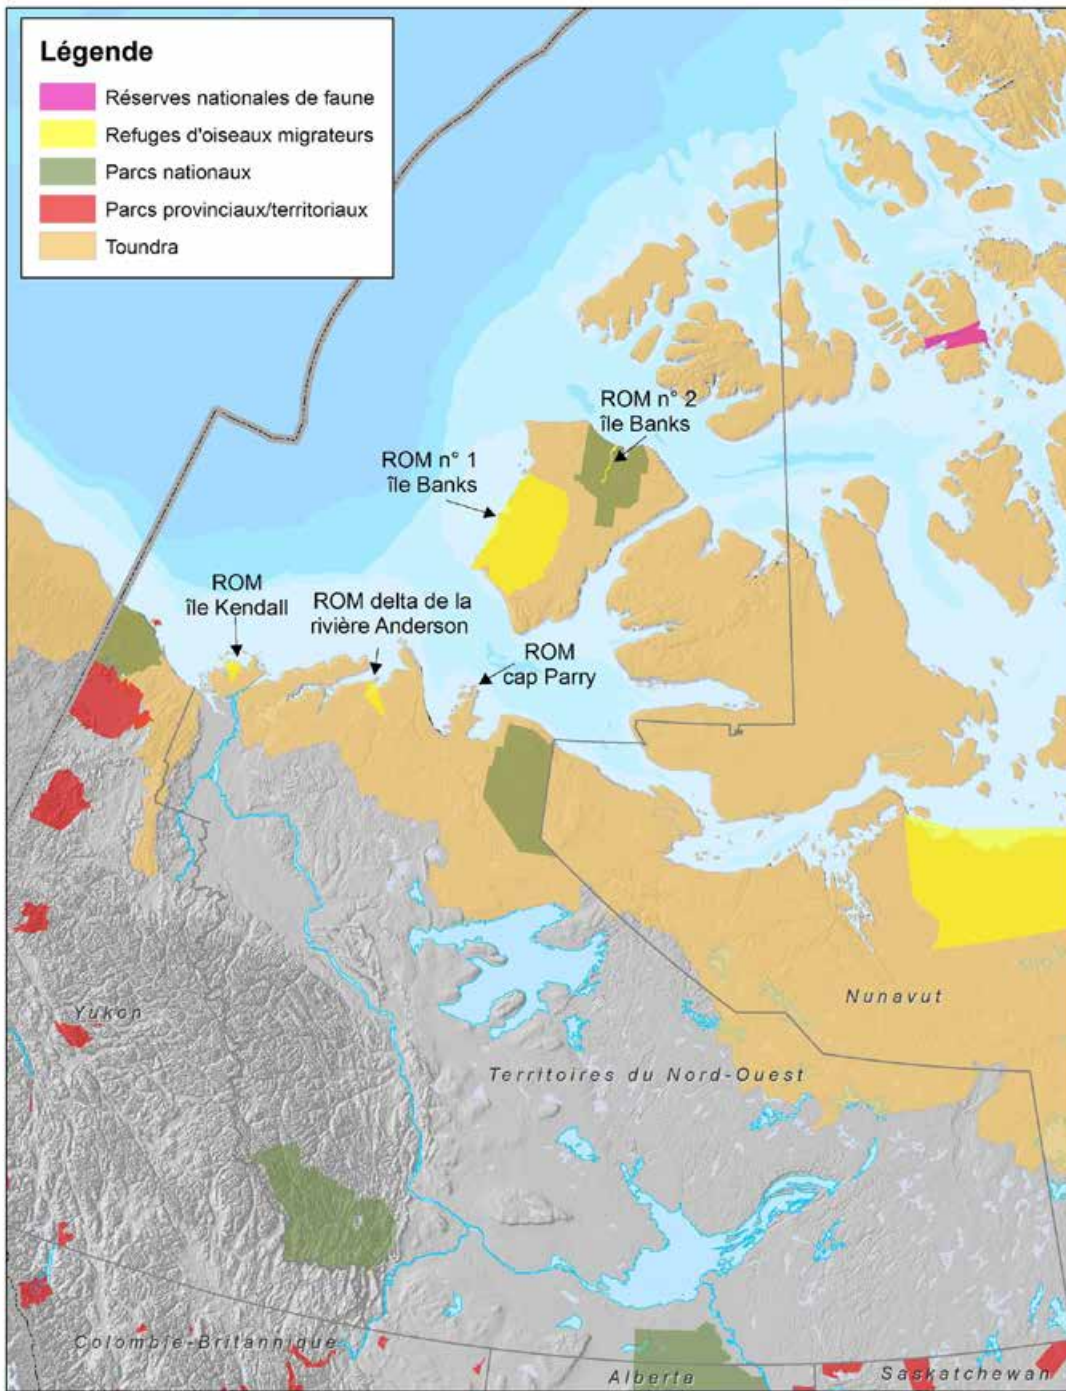 Légende
Réserves nationales de faune
Refuges d'oiseaux migrateurs
Parcs nationaux
Parcs provinciaux/territoriaux
Toundra
ROM n° 2
île Banks
ROM n° 1
île Banks
ROM
île Kendall
ROM delta de la
rivière Anderson
ROM
cap Parry
Nunavut
Yukon
Territoires du Nord-Ouest
Colombie-Britannique
Alberta
Saskatchewan